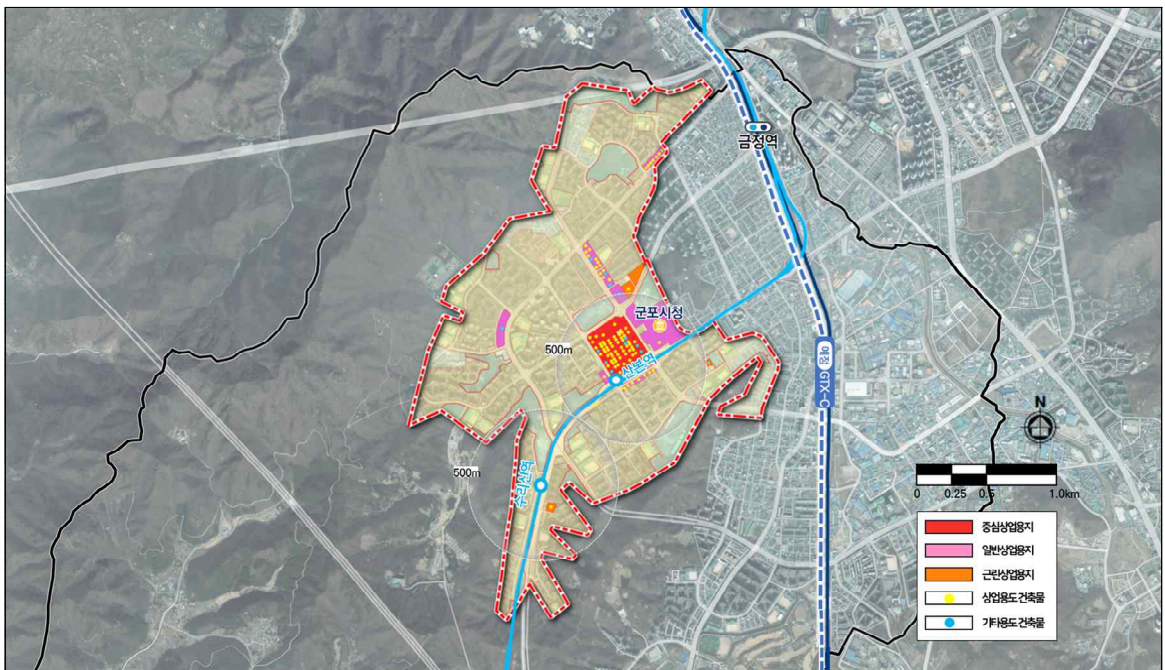 금정역
군포시청
500m
산본역
예정 GTX-C
500m
수리산역
N
0 0.25 0.5 1.0km
중심상업용지
일반상업용지
근린상업용지
상업용도 건축물
기타용도 건축물